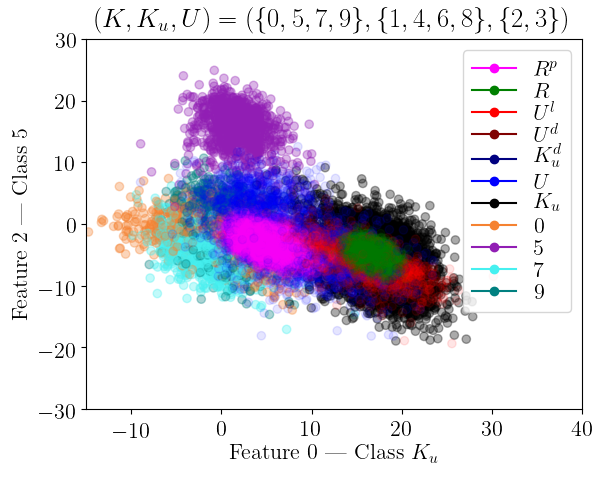 (K, K_u, U) = ({0, 5, 7, 9}, {1, 4, 6, 8}, {2, 3})
30
20
10
0
−10
−20
−30
Feature 2 — Class 5
R^p
R
U^l
U^d
K_u^d
U
K_u
0
5
7
9
−10
0
10
20
30
40
Feature 0 — Class K_u